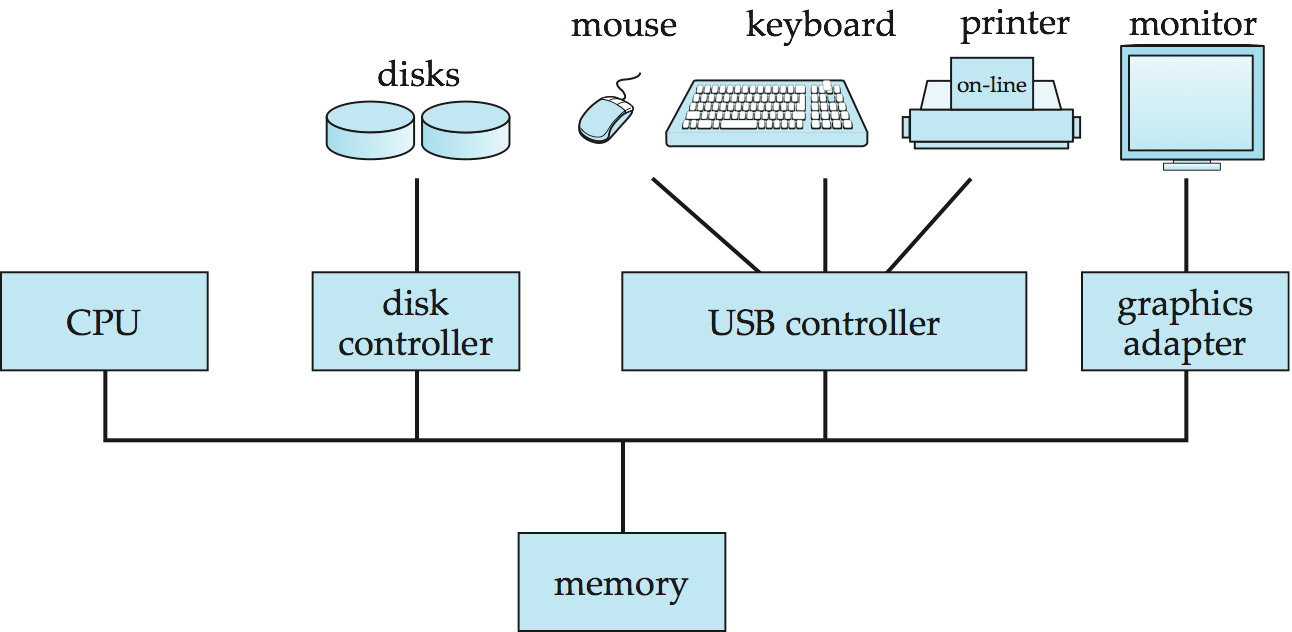 mouse
keyboard
printer
monitor
disks
on-line
CPU
disk
controller
USB controller
graphics
adapter
memory